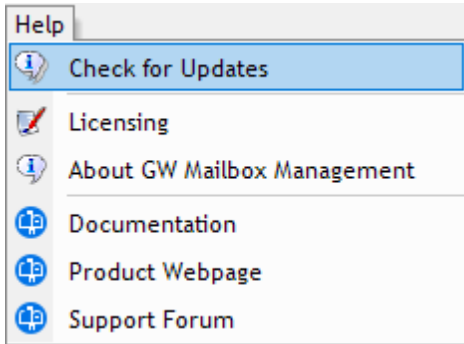 Help
Check for Updates
Licensing
About GW Mailbox Management
Documentation
Product Webpage
Support Forum